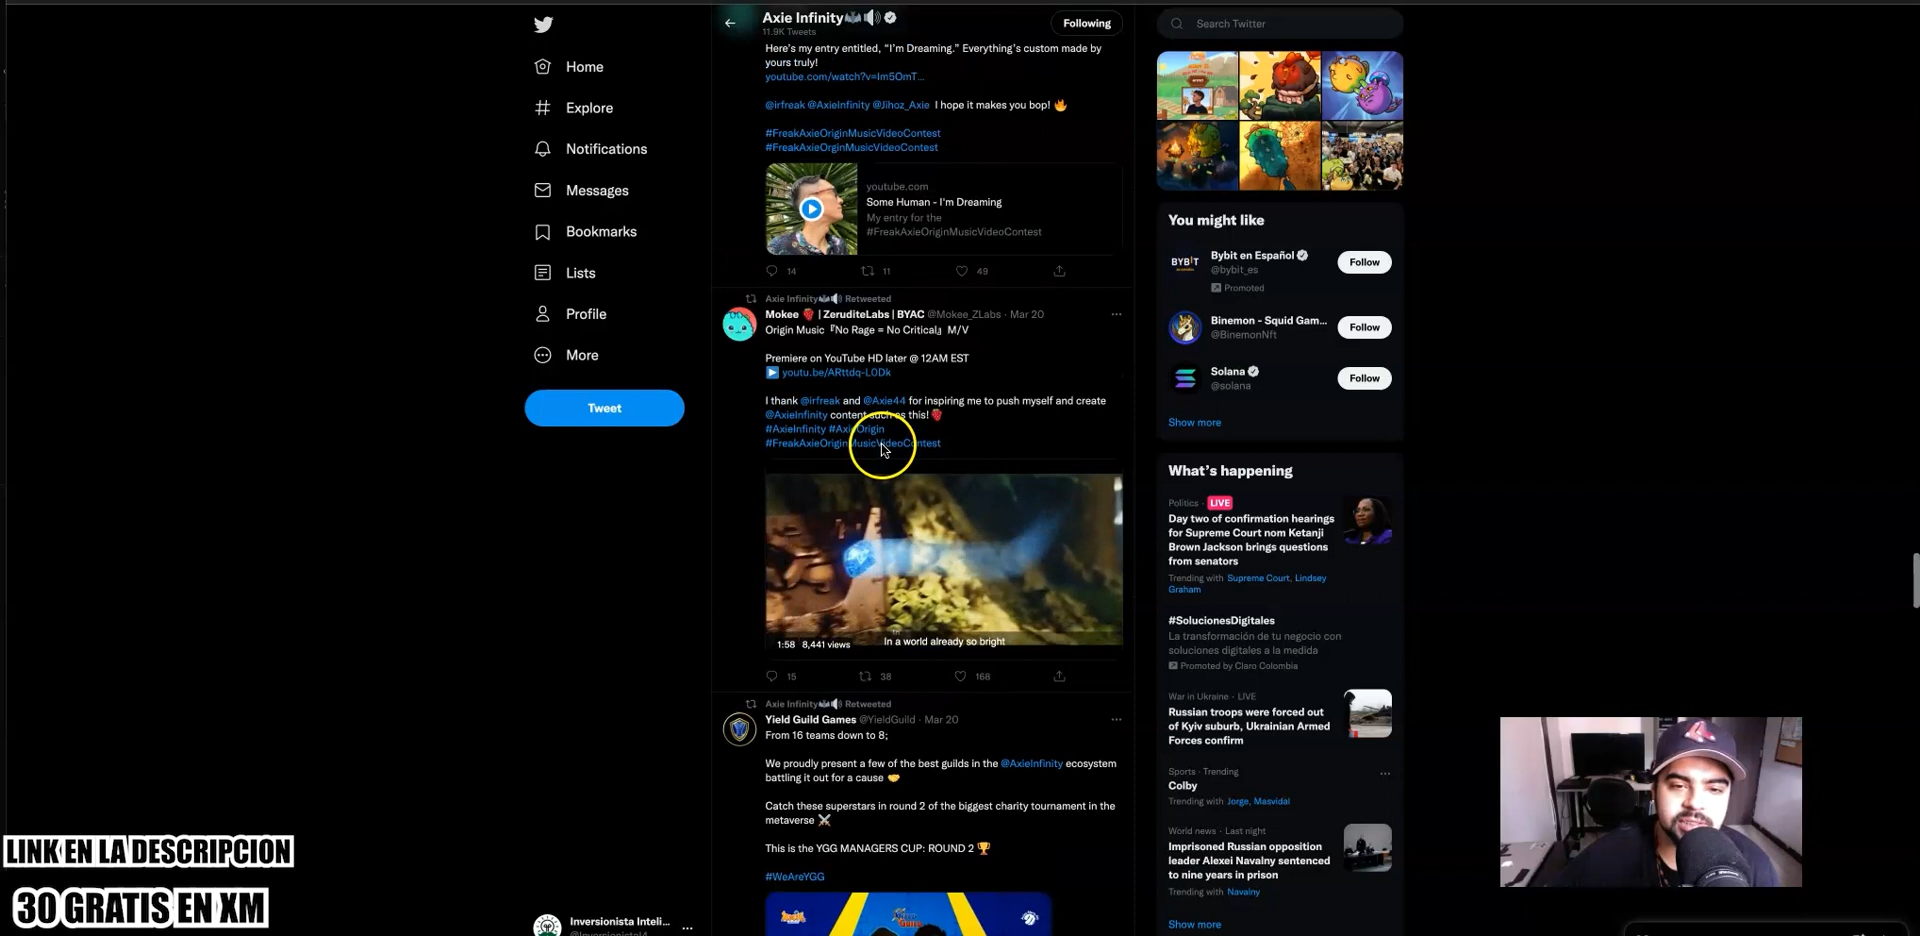 Home
Explore
Notifications
Messages
Bookmarks
Lists
Profile
More
Tweet
Inversionista Inteli...
Axie Infinity
11.9K Tweets
Following
Here's my entry entitled, “I'm Dreaming.” Everything's custom made by
yours truly!
youtube.com/watch?v=Im5OmT...
@irfreak @AxieInfinity @Jihoz_Axie I hope it makes you bop! 🔥
#FreakAxieOriginMusicVideoContest
#FreakAxieOrginMusicVideoContest
youtube.com
Some Human - I'm Dreaming
My entry for the
#FreakAxieOriginMusicVideoContest
14 11 49
Axie Infinity Retweeted
Mokee | ZeruditeLabs | BYAC @Mokee_ZLabs · Mar 20
Origin Music『No Rage = No Critical』M/V
Premiere on YouTube HD later @ 12AM EST
▶ youtu.be/ARttdq-L0Dk
I thank @irfreak and @Axie44 for inspiring me to push myself and create
@AxieInfinity content such as this!
#AxieInfinity #AxieOrigin
#FreakAxieOriginMusicVideoContest
In a world already so bright
1:58 8,441 views
15 38 168
Axie Infinity Retweeted
Yield Guild Games @YieldGuild · Mar 20
From 16 teams down to 8;
We proudly present a few of the best guilds in the @AxieInfinity ecosystem
battling it out for a cause 🤝
Catch these superstars in round 2 of the biggest charity tournament in the
metaverse ⚔
This is the YGG MANAGERS CUP: ROUND 2 🏆
#WeAreYGG
Search Twitter
You might like
BYBIT
Bybit en Español
@bybit_es
Promoted
Follow
Binemon - Squid Gam...
@BinemonNft
Follow
Solana
@solana
Follow
Show more
What's happening
Politics · LIVE
Day two of confirmation hearings
for Supreme Court nom Ketanji
Brown Jackson brings questions
from senators
Trending with Supreme Court, Lindsey
Graham
#SolucionesDigitales
La transformación de tu negocio con
soluciones digitales a la medida
Promoted by Claro Colombia
War in Ukraine · LIVE
Russian troops were forced out
of Kyiv suburb, Ukrainian Armed
Forces confirm
Sports · Trending
Colby
Trending with Jorge, Masvidal
World news · Last night
Imprisoned Russian opposition
leader Alexei Navalny sentenced
to nine years in prison
Trending with Navalny
Show more
LINK EN LA DESCRIPCION
30 GRATIS EN XM